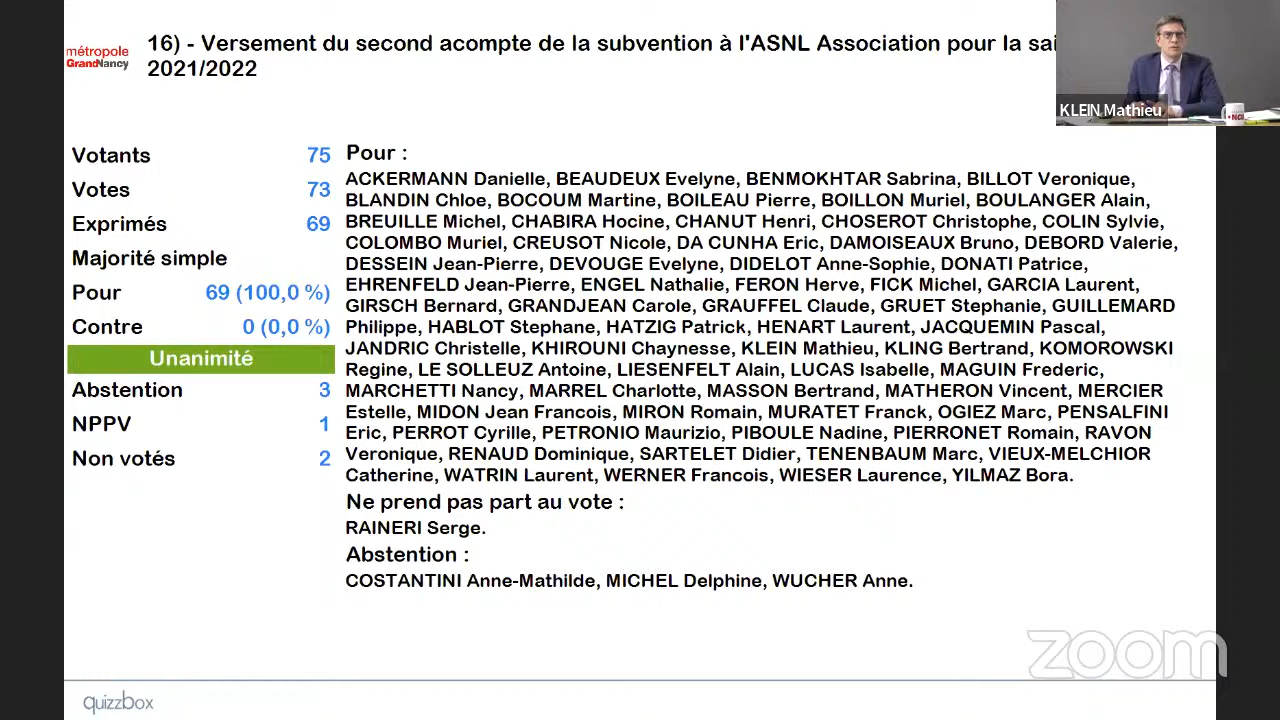 métropole
GrandNancy
16) - Versement du second acompte de la subvention à l'ASNL Association pour la
2021/2022
KLEIN Mathieu
Votants 75
Votes 73
Exprimés 69
Majorité simple
Pour 69 (100,0 %)
Contre 0 (0,0 %)
Unanimité
Abstention 3
NPPV 1
Non votés 2
Pour :
ACKERMANN Danielle, BEAUDEUX Evelyne, BENMOKHTAR Sabrina, BILLOT Veronique,
BLANDIN Chloe, BOCOUM Martine, BOILEAU Pierre, BOILLON Muriel, BOULANGER Alain,
BREUILLE Michel, CHABIRA Hocine, CHANUT Henri, CHOSEROT Christophe, COLIN Sylvie,
COLOMBO Muriel, CREUSOT Nicole, DA CUNHA Eric, DAMOISEAUX Bruno, DEBORD Valerie,
DESSEIN Jean-Pierre, DEVOUGE Evelyne, DIDELOT Anne-Sophie, DONATI Patrice,
EHRENFELD Jean-Pierre, ENGEL Nathalie, FERON Herve, FICK Michel, GARCIA Laurent,
GIRSCH Bernard, GRANDJEAN Carole, GRAUFFEL Claude, GRUET Stephanie, GUILLEMARD
Philippe, HABLOT Stephane, HATZIG Patrick, HENART Laurent, JACQUEMIN Pascal,
JANDRIC Christelle, KHIROUNI Chaynesse, KLEIN Mathieu, KLING Bertrand, KOMOROWSKI
Regine, LE SOLLEUZ Antoine, LIESENFELT Alain, LUCAS Isabelle, MAGUIN Frederic,
MARCHETTI Nancy, MARREL Charlotte, MASSON Bertrand, MATHERON Vincent, MERCIER
Estelle, MIDON Jean Francois, MIRON Romain, MURATET Franck, OGIEZ Marc, PENSALFINI
Eric, PERROT Cyrille, PETRONIO Maurizio, PIBOULE Nadine, PIERRONET Romain, RAVON
Veronique, RENAUD Dominique, SARTELET Didier, TENENBAUM Marc, VIEUX-MELCHIOR
Catherine, WATRIN Laurent, WERNER Francois, WIESER Laurence, YILMAZ Bora.
Ne prend pas part au vote :
RAINERI Serge.
Abstention :
COSTANTINI Anne-Mathilde, MICHEL Delphine, WUCHER Anne.
zoom
quizzbox